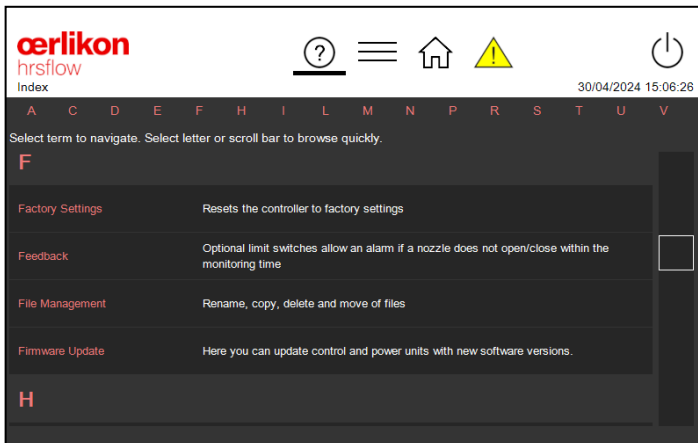 œrlikon
hrsflow
?
!
Index
30/04/2024 15:06:26
A C D E F H I L M N P R S T U V
Select term to navigate. Select letter or scroll bar to browse quickly.
F
Factory Settings Resets the controller to factory settings
Feedback Optional limit switches allow an alarm if a nozzle does not open/close within the
monitoring time
File Management Rename, copy, delete and move of files
Firmware Update Here you can update control and power units with new software versions.
H